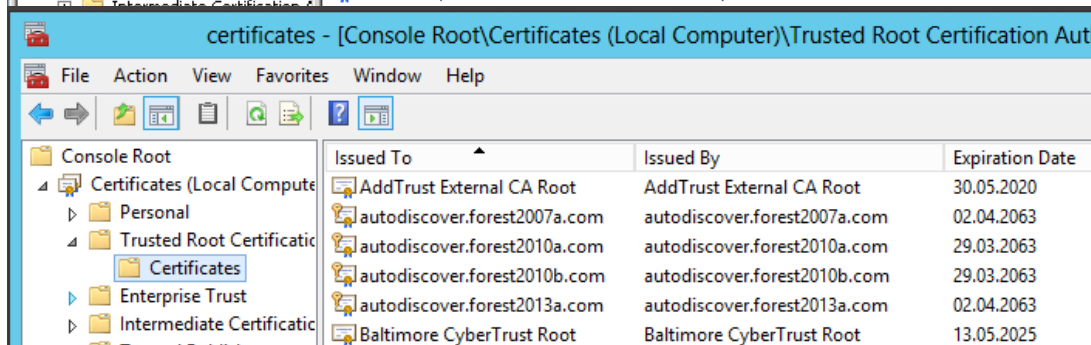 certificates - [Console Root\Certificates (Local Computer)\Trusted Root Certification Aut
File Action View Favorites Window Help
Console Root Issued To Issued By Expiration Date
Certificates (Local Compute AddTrust External CA Root AddTrust External CA Root 30.05.2020
Personal autodiscover.forest2007a.com autodiscover.forest2007a.com 02.04.2063
Trusted Root Certificatic autodiscover.forest2010a.com autodiscover.forest2010a.com 29.03.2063
Certificates autodiscover.forest2010b.com autodiscover.forest2010b.com 29.03.2063
Enterprise Trust autodiscover.forest2013a.com autodiscover.forest2013a.com 02.04.2063
Intermediate Certificatic Baltimore CyberTrust Root Baltimore CyberTrust Root 13.05.2025